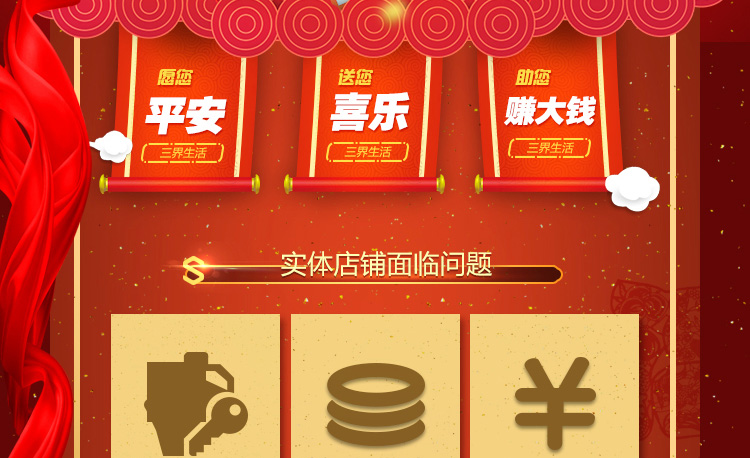 愿您
平安
三界生活
送您
喜乐
三界生活
助您
赚大钱
三界生活
实体店铺面临问题